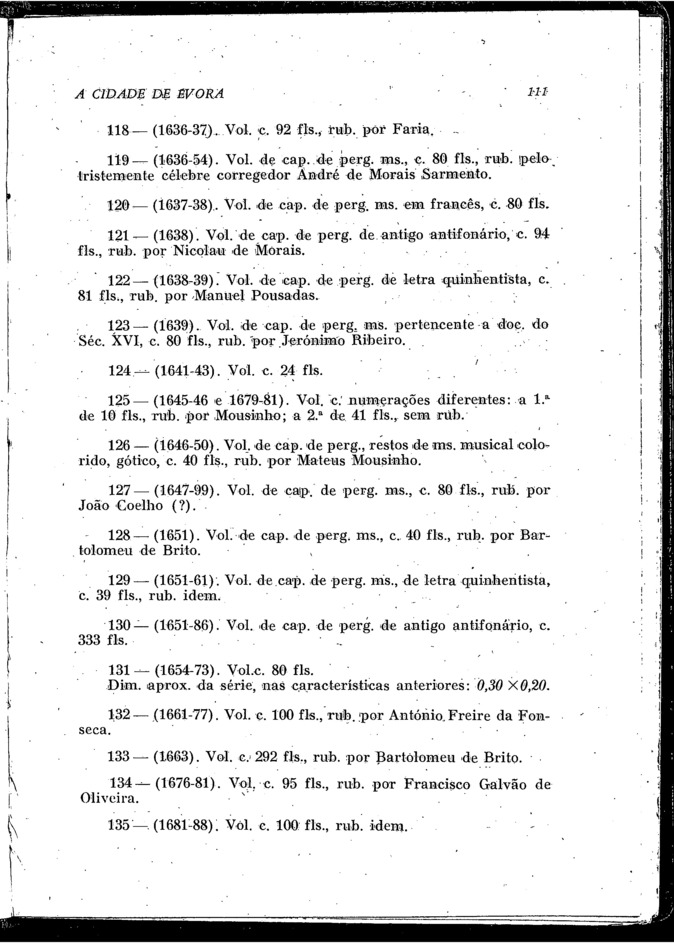 A CIDADE DE ÉVORA 111
118 — (1636-37). Vol. c. 92 fls., rub. por Faria.
119 — (1636-54). Vol. de cap. de perg. ms., c. 80 fls., rub. pelo
tristemente célebre corregedor André de Morais Sarmento.
120 — (1637-38). Vol. de cap. de perg. ms. em francês, c. 80 fls.
121 — (1638). Vol. de cap. de perg. de antigo antifonário, c. 94
fls., rub. por Nicolau de Morais.
122 — (1638-39). Vol. de cap. de perg. de letra quinhentista, c.
81 fls., rub. por Manuel Pousadas.
123 — (1639). Vol. de cap. de perg. ms. pertencente a doc. do
Séc. XVI, c. 80 fls., rub. por Jerónimo Ribeiro.
124 — (1641-43). Vol. c. 24 fls.
125 — (1645-46 e 1679-81). Vol. c. numerações diferentes: a 1.ª
de 10 fls., rub. por Mousinho; a 2.ª de 41 fls., sem rub.
126 — (1646-50). Vol. de cap. de perg., restos de ms. musical colo-
rido, gótico, c. 40 fls., rub. por Mateus Mousinho.
127 — (1647-99). Vol. de cap. de perg. ms., c. 80 fls., rub. por
João Coelho (?).
128 — (1651). Vol. de cap. de perg. ms., c. 40 fls., rub. por Bar-
tolomeu de Brito.
129 — (1651-61). Vol. de cap. de perg. ms., de letra quinhentista,
c. 39 fls., rub. idem.
130 — (1651-86). Vol. de cap. de perg. de antigo antifonário, c.
333 fls.
131 — (1654-73). Vol.c. 80 fls.
Dim. aprox. da série, nas características anteriores: 0,30 × 0,20.
132 — (1661-77). Vol. c. 100 fls., rub. por António Freire da Fon-
seca.
133 — (1663). Vol. c. 292 fls., rub. por Bartolomeu de Brito.
134 — (1676-81). Vol. c. 95 fls., rub. por Francisco Galvão de
Oliveira.
135 — (1681-88). Vol. c. 100 fls., rub. idem.